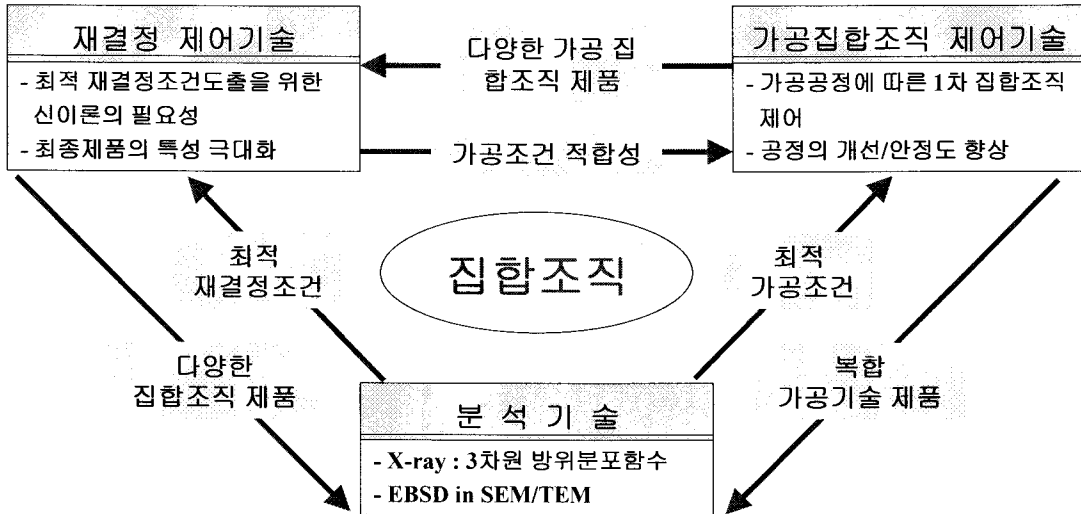 재결정 제어기술
- 최적 재결정조건도출을 위한
신이론의 필요성
- 최종제품의 특성 극대화
다양한 가공 집
합조직 제품
가공조건 적합성
가공집합조직 제어기술
- 가공공정에 따른 1차 집합조직
제어
- 공정의 개선/안정도 향상
최적
재결정조건
집합조직
최적
가공조건
다양한
집합조직 제품
복합
가공기술 제품
분 석 기 술
- X-ray : 3차원 방위분포함수
- EBSD in SEM/TEM